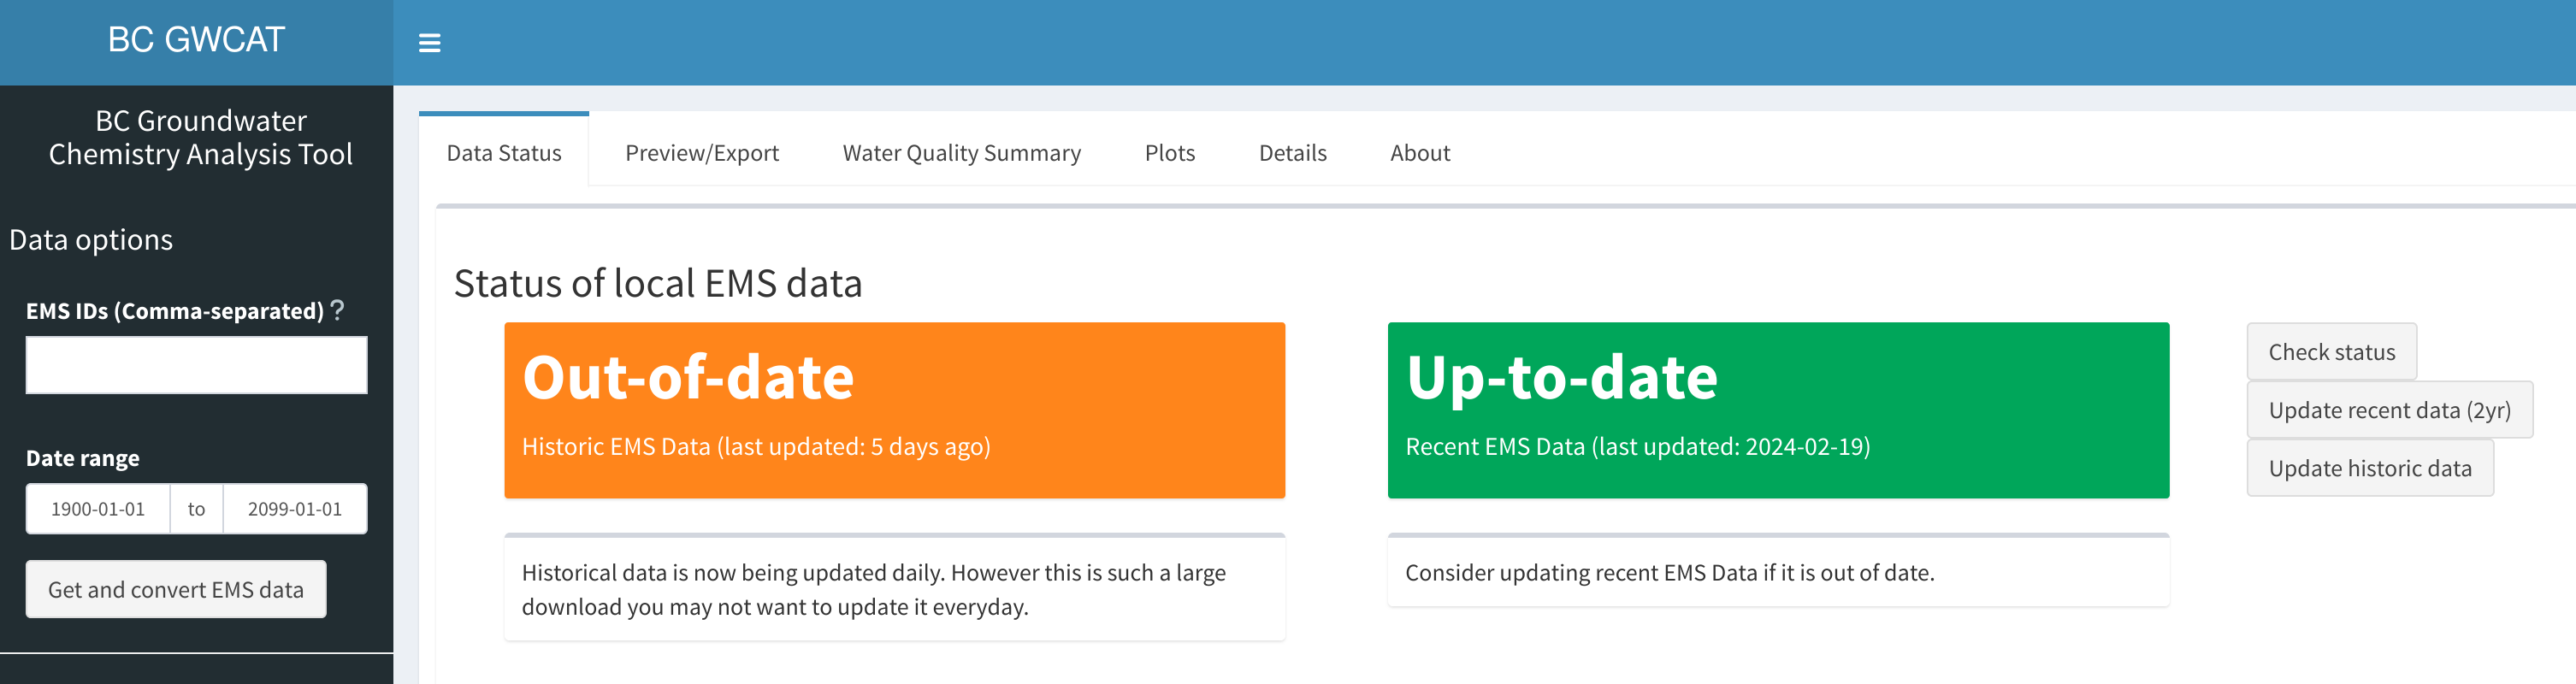 BC GWCAT
BC Groundwater
Chemistry Analysis Tool
Data options
EMS IDs (Comma-separated) ?
Date range
1900-01-01 to 2099-01-01
Get and convert EMS data
Data Status Preview/Export Water Quality Summary Plots Details About
Status of local EMS data
Out-of-date
Historic EMS Data (last updated: 5 days ago)
Historical data is now being updated daily. However this is such a large
download you may not want to update it everyday.
Up-to-date
Recent EMS Data (last updated: 2024-02-19)
Consider updating recent EMS Data if it is out of date.
Check status
Update recent data (2yr)
Update historic data